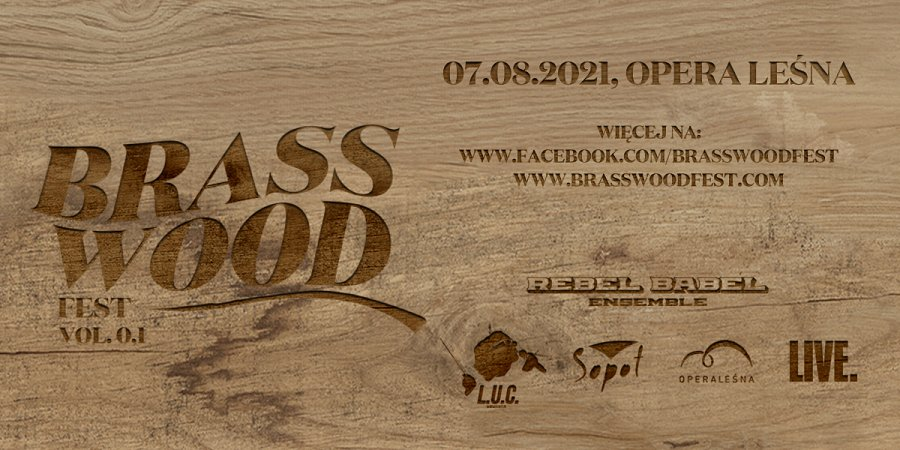 BRASS
WOOD
FEST
VOL. 0.1
07.08.2021, OPERA LEŚNA
WIĘCEJ NA:
WWW.FACEBOOK.COM/BRASSWOODFEST
WWW.BRASSWOODFEST.COM
REBEL BABEL
ENSEMBLE
L.U.C.
Sopot
OPERALEŚNA
LIVE.